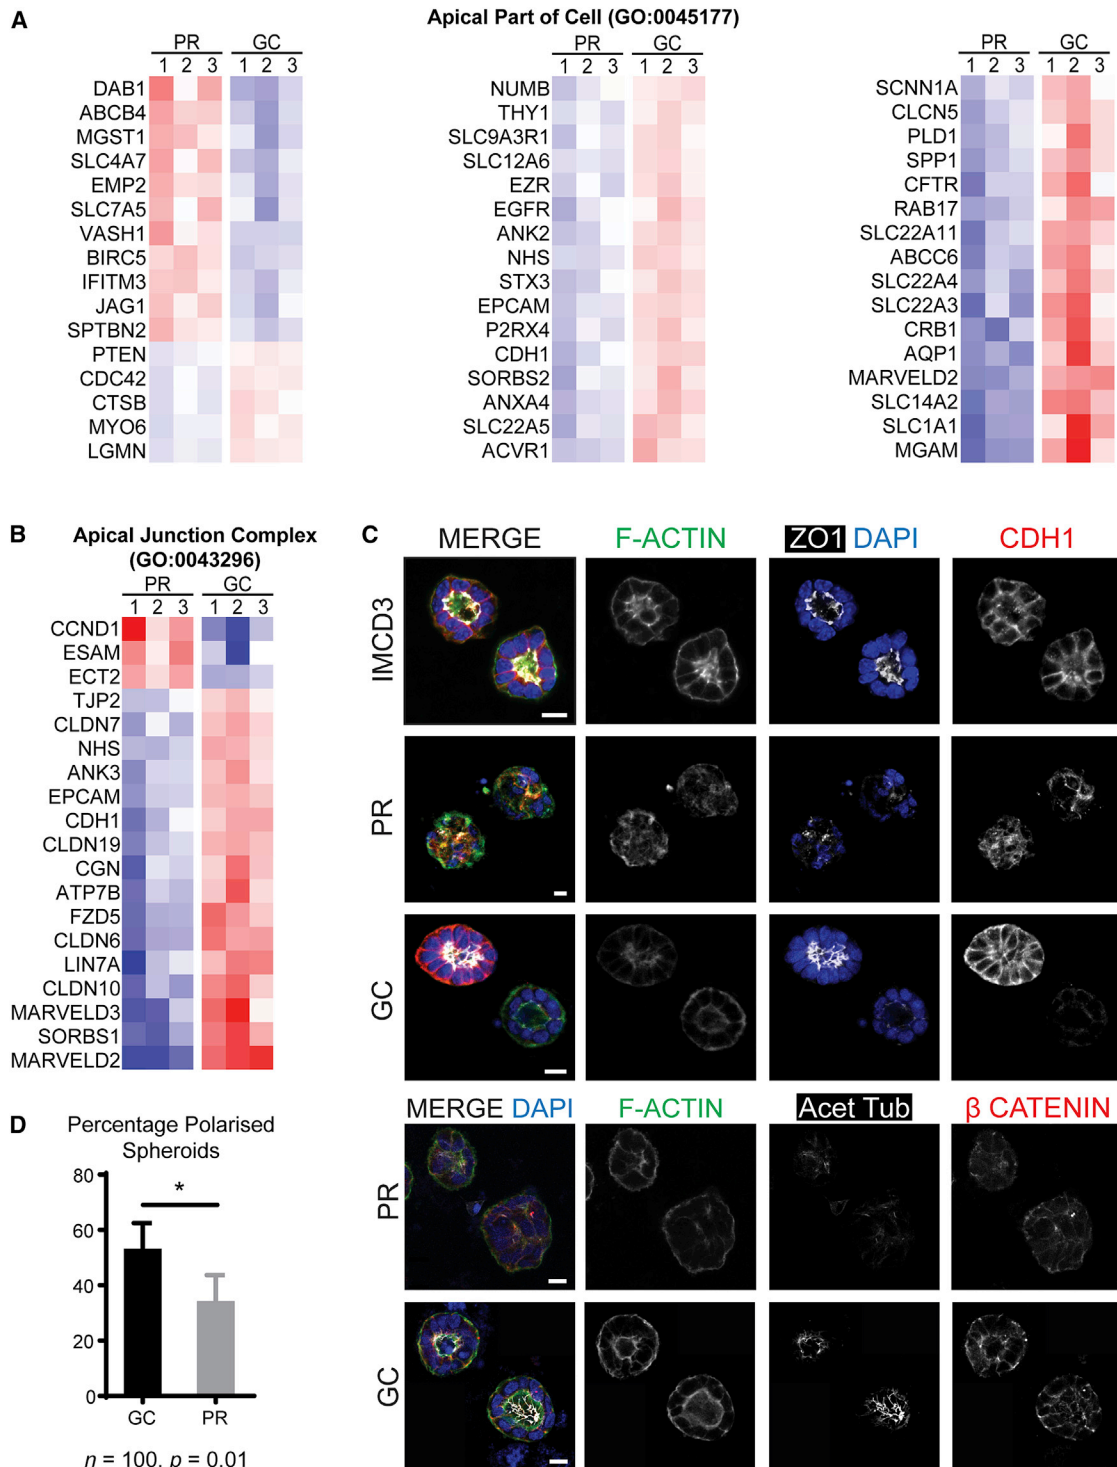 A
Apical Part of Cell (GO:0045177)
PR GC
1 2 3 1 2 3
DAB1
ABCB4
MGST1
SLC4A7
EMP2
SLC7A5
VASH1
BIRC5
IFITM3
JAG1
SPTBN2
PTEN
CDC42
CTSB
MYO6
LGMN
PR GC
1 2 3 1 2 3
NUMB
THY1
SLC9A3R1
SLC12A6
EZR
EGFR
ANK2
NHS
STX3
EPCAM
P2RX4
CDH1
SORBS2
ANXA4
SLC22A5
ACVR1
PR GC
1 2 3 1 2 3
SCNN1A
CLCN5
PLD1
SPP1
CFTR
RAB17
SLC22A11
ABCC6
SLC22A4
SLC22A3
CRB1
AQP1
MARVELD2
SLC14A2
SLC1A1
MGAM
B
Apical Junction Complex
(GO:0043296)
PR GC
1 2 3 1 2 3
CCND1
ESAM
ECT2
TJP2
CLDN7
NHS
ANK3
EPCAM
CDH1
CLDN19
CGN
ATP7B
FZD5
CLDN6
LIN7A
CLDN10
MARVELD3
SORBS1
MARVELD2
C
MERGE F-ACTIN ZO1 DAPI CDH1
IMCD3
PR
GC
MERGE DAPI F-ACTIN Acet Tub β CATENIN
PR
GC
D
Percentage Polarised
Spheroids
80
60
40
20
0
*
GC PR
n = 100, p = 0.01